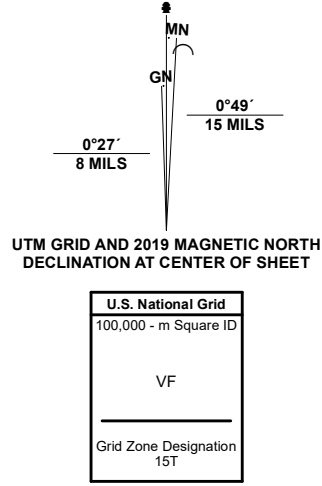 MN
GN
0°49´
15 MILS
0°27´
8 MILS
UTM GRID AND 2019 MAGNETIC NORTH
DECLINATION AT CENTER OF SHEET
U.S. National Grid
100,000 - m Square ID
VF
Grid Zone Designation
15T